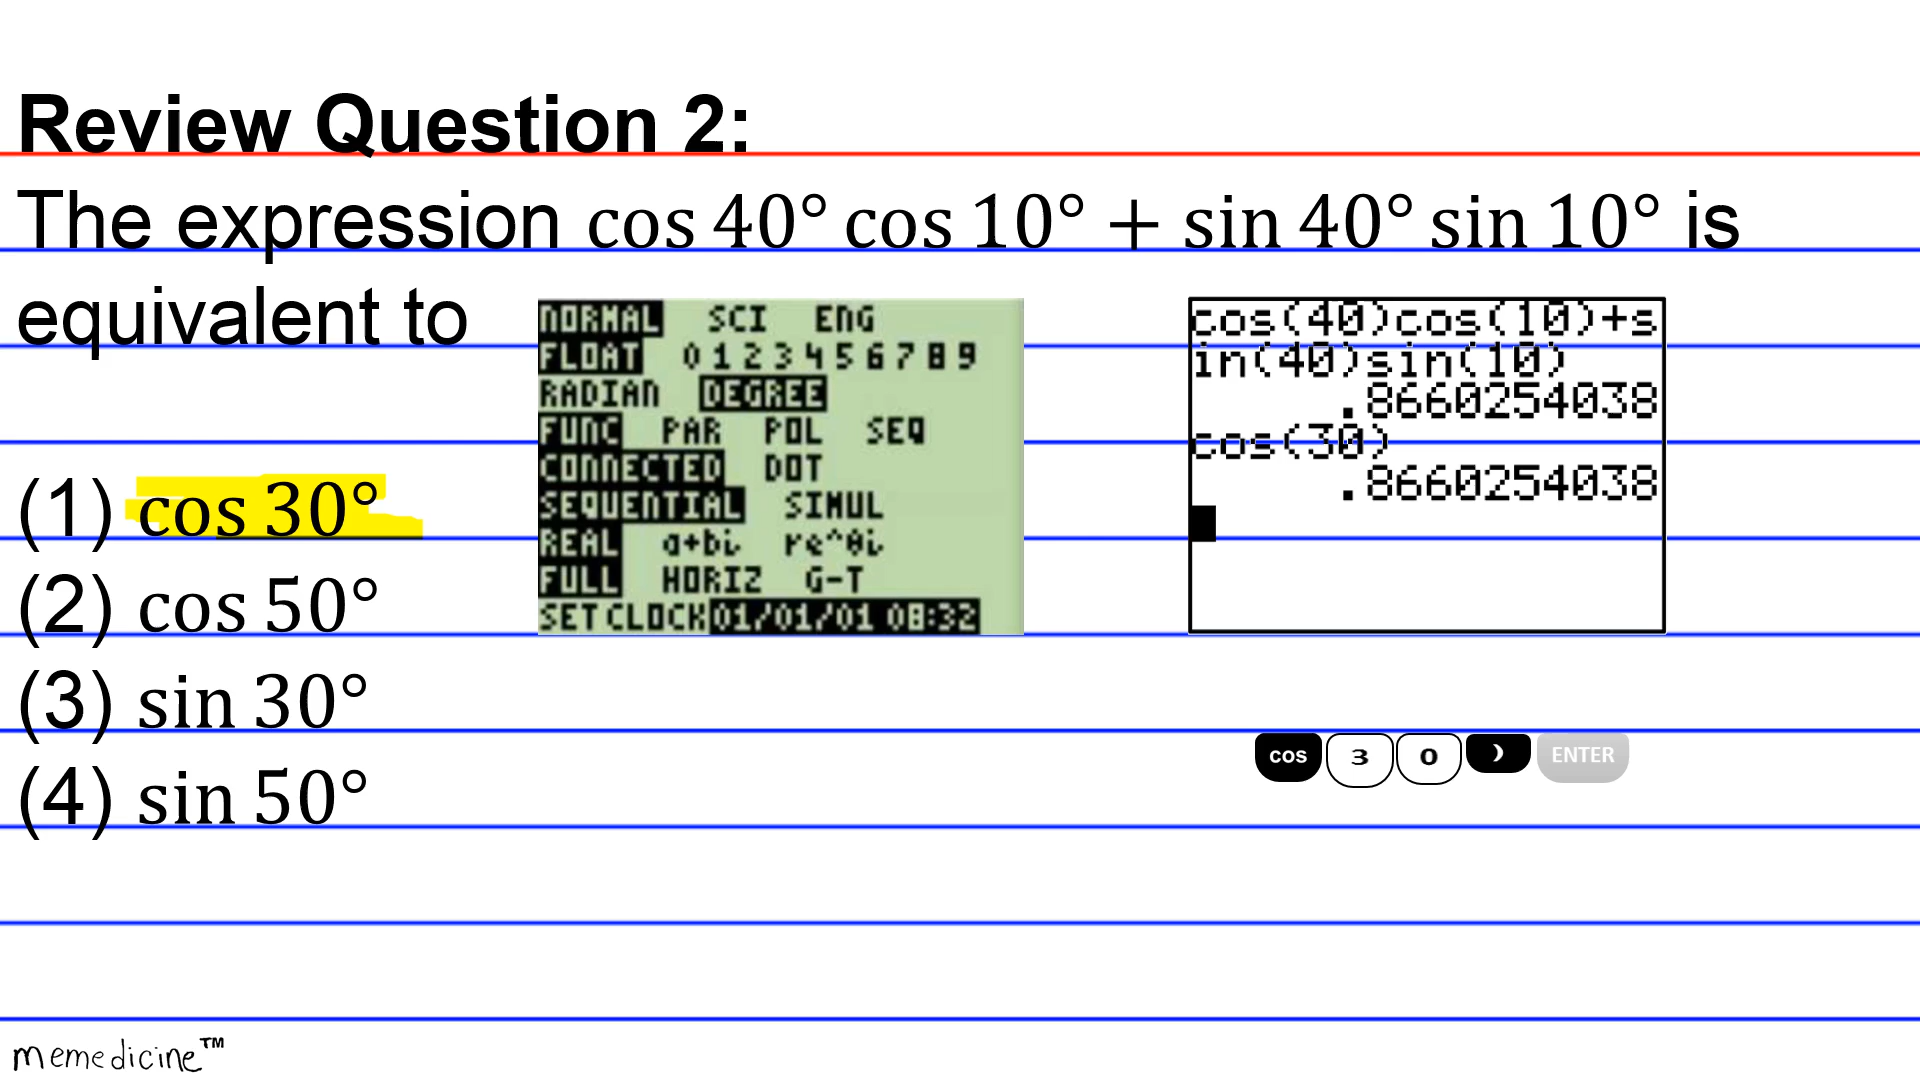 Review Question 2:
The expression cos 40° cos 10° + sin 40° sin 10° is
equivalent to
(1) cos 30°
(2) cos 50°
(3) sin 30°
(4) sin 50°
NORMAL SCI ENG
FLOAT 0 1 2 3 4 5 6 7 8 9
RADIAN DEGREE
FUNC PAR POL SEQ
CONNECTED DOT
SEQUENTIAL SIMUL
REAL a+bi re^θi
FULL HORIZ G-T
SET CLOCK 01/01/01 08:32
cos(40)cos(10)+s
in(40)sin(10)
.8660254038
cos(30)
.8660254038
cos 3 0 ) ENTER
memedicine™